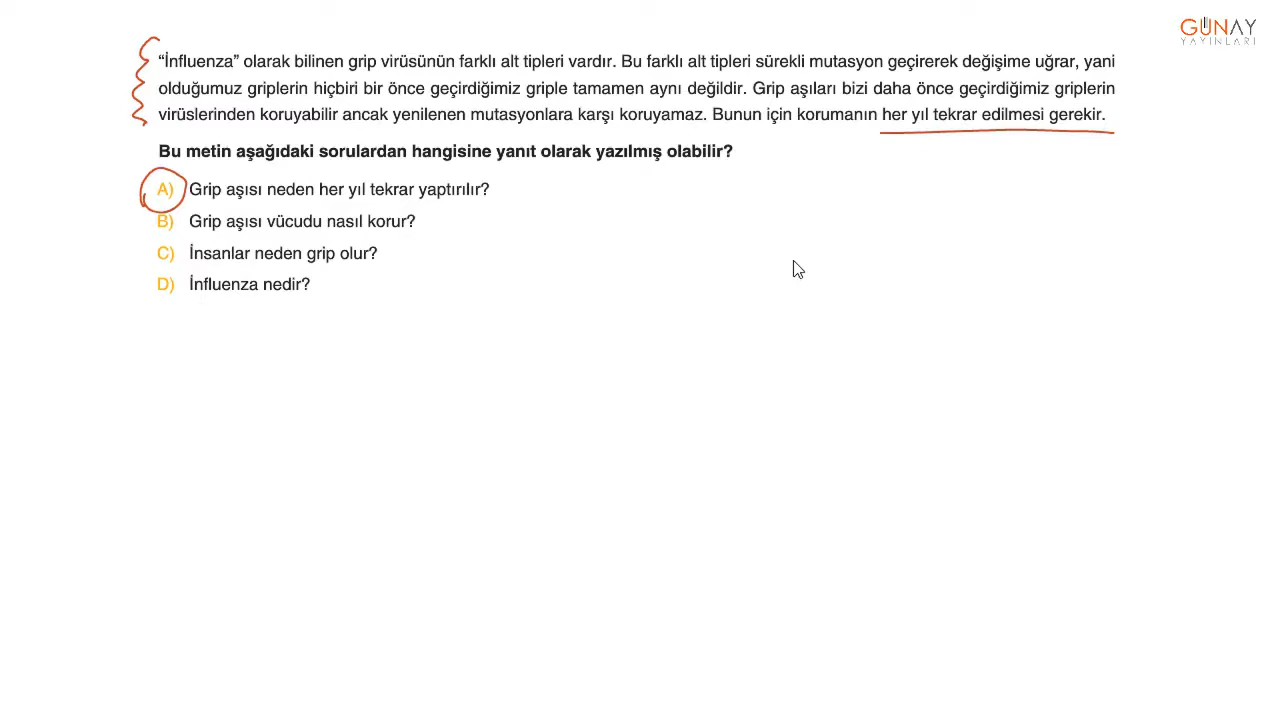 GÜNAY
YAYINLARI
“İnfluenza” olarak bilinen grip virüsünün farklı alt tipleri vardır. Bu farklı alt tipleri sürekli mutasyon geçirerek değişime uğrar, yani
olduğumuz griplerin hiçbiri bir önce geçirdiğimiz griple tamamen aynı değildir. Grip aşıları bizi daha önce geçirdiğimiz griplerin
virüslerinden koruyabilir ancak yenilenen mutasyonlara karşı koruyamaz. Bunun için korumanın her yıl tekrar edilmesi gerekir.
Bu metin aşağıdaki sorulardan hangisine yanıt olarak yazılmış olabilir?
A) Grip aşısı neden her yıl tekrar yaptırılır?
B) Grip aşısı vücudu nasıl korur?
C) İnsanlar neden grip olur?
D) İnfluenza nedir?